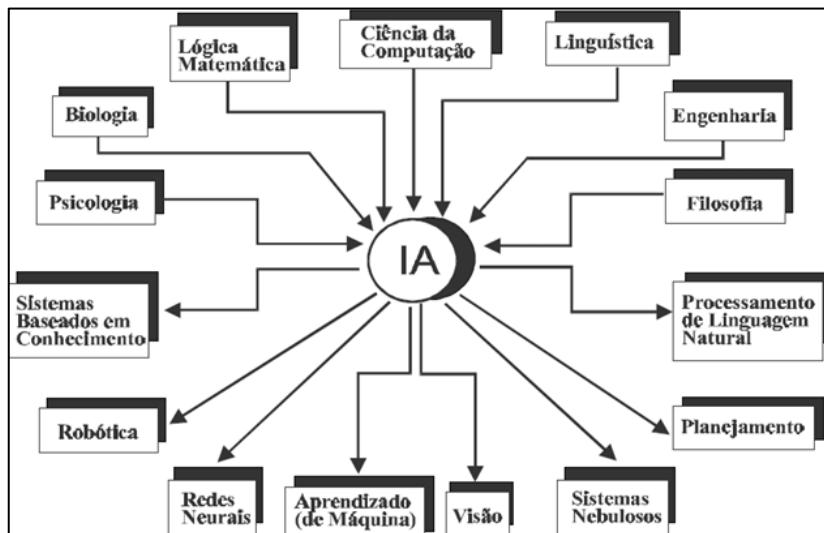 Lógica
Matemática
Ciência da
Computação
Linguística
Biologia
Engenharia
Psicologia
Filosofia
IA
Sistemas
Baseados em
Conhecimento
Processamento
de Linguagem
Natural
Robótica
Planejamento
Redes
Neurais
Aprendizado
(de Máquina)
Visão
Sistemas
Nebulosos